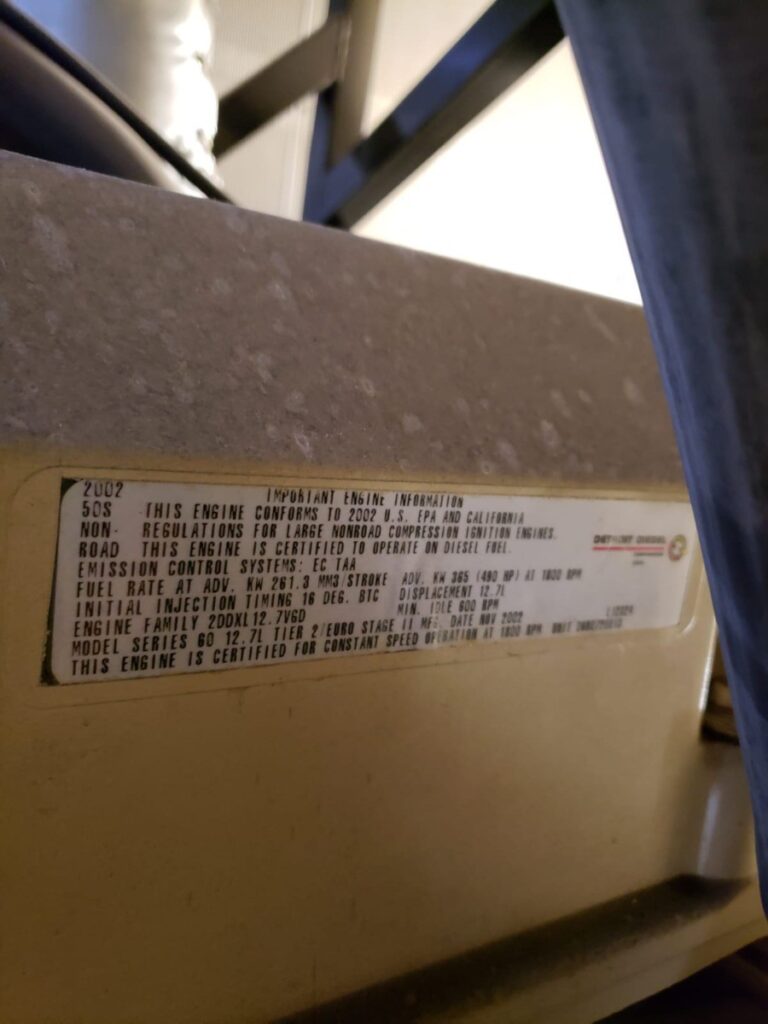 2002 IMPORTANT ENGINE INFORMATION
50S THIS ENGINE CONFORMS TO 2002 U.S. EPA AND CALIFORNIA
NON- REGULATIONS FOR LARGE NONROAD COMPRESSION IGNITION ENGINES.
ROAD THIS ENGINE IS CERTIFIED TO OPERATE ON DIESEL FUEL.
DETROIT DIESEL
EMISSION CONTROL SYSTEMS: EC TAA
FUEL RATE AT ADV. KW 261.3 MM3/STROKE ADV. KW 365 (490 HP) AT 1800 RPM
INITIAL INJECTION TIMING 16 DEG. BTC DISPLACEMENT 12.7L
ENGINE FAMILY 2DDXL12.7VGD MIN. IDLE 600 RPM
MODEL SERIES 60 12.7L TIER 2/EURO STAGE II MFG. DATE NOV 2002
THIS ENGINE IS CERTIFIED FOR CONSTANT SPEED OPERATION AT 1800 RPM UNIT